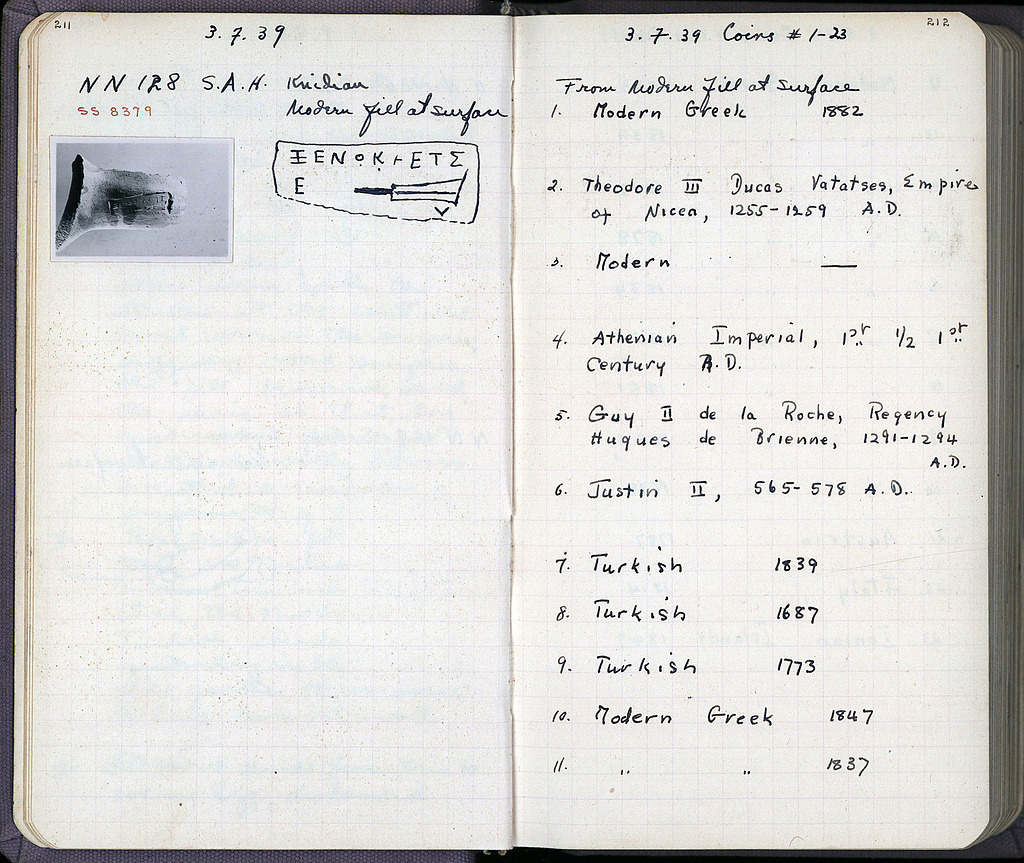 211
3.7.39
NN 128 S.A.H. Knidian
SS 8379 Modern fill at surface
ΞΕΝΟΚΡΕΤΣ
Ε
212
3.7.39 Coins #1-23
From Modern fill at surface
1. Modern Greek 1882
2. Theodore III Ducas Vatatses, Empire
of Nicea, 1255-1259 A.D.
3. Modern —
4. Athenian Imperial, 1st 1/2 1st
Century A.D.
5. Guy II de la Roche, Regency
Hugues de Brienne, 1291-1294
A.D.
6. Justin II, 565-578 A.D.
7. Turkish 1839
8. Turkish 1687
9. Turkish 1773
10. Modern Greek 1847
11. " " 1837